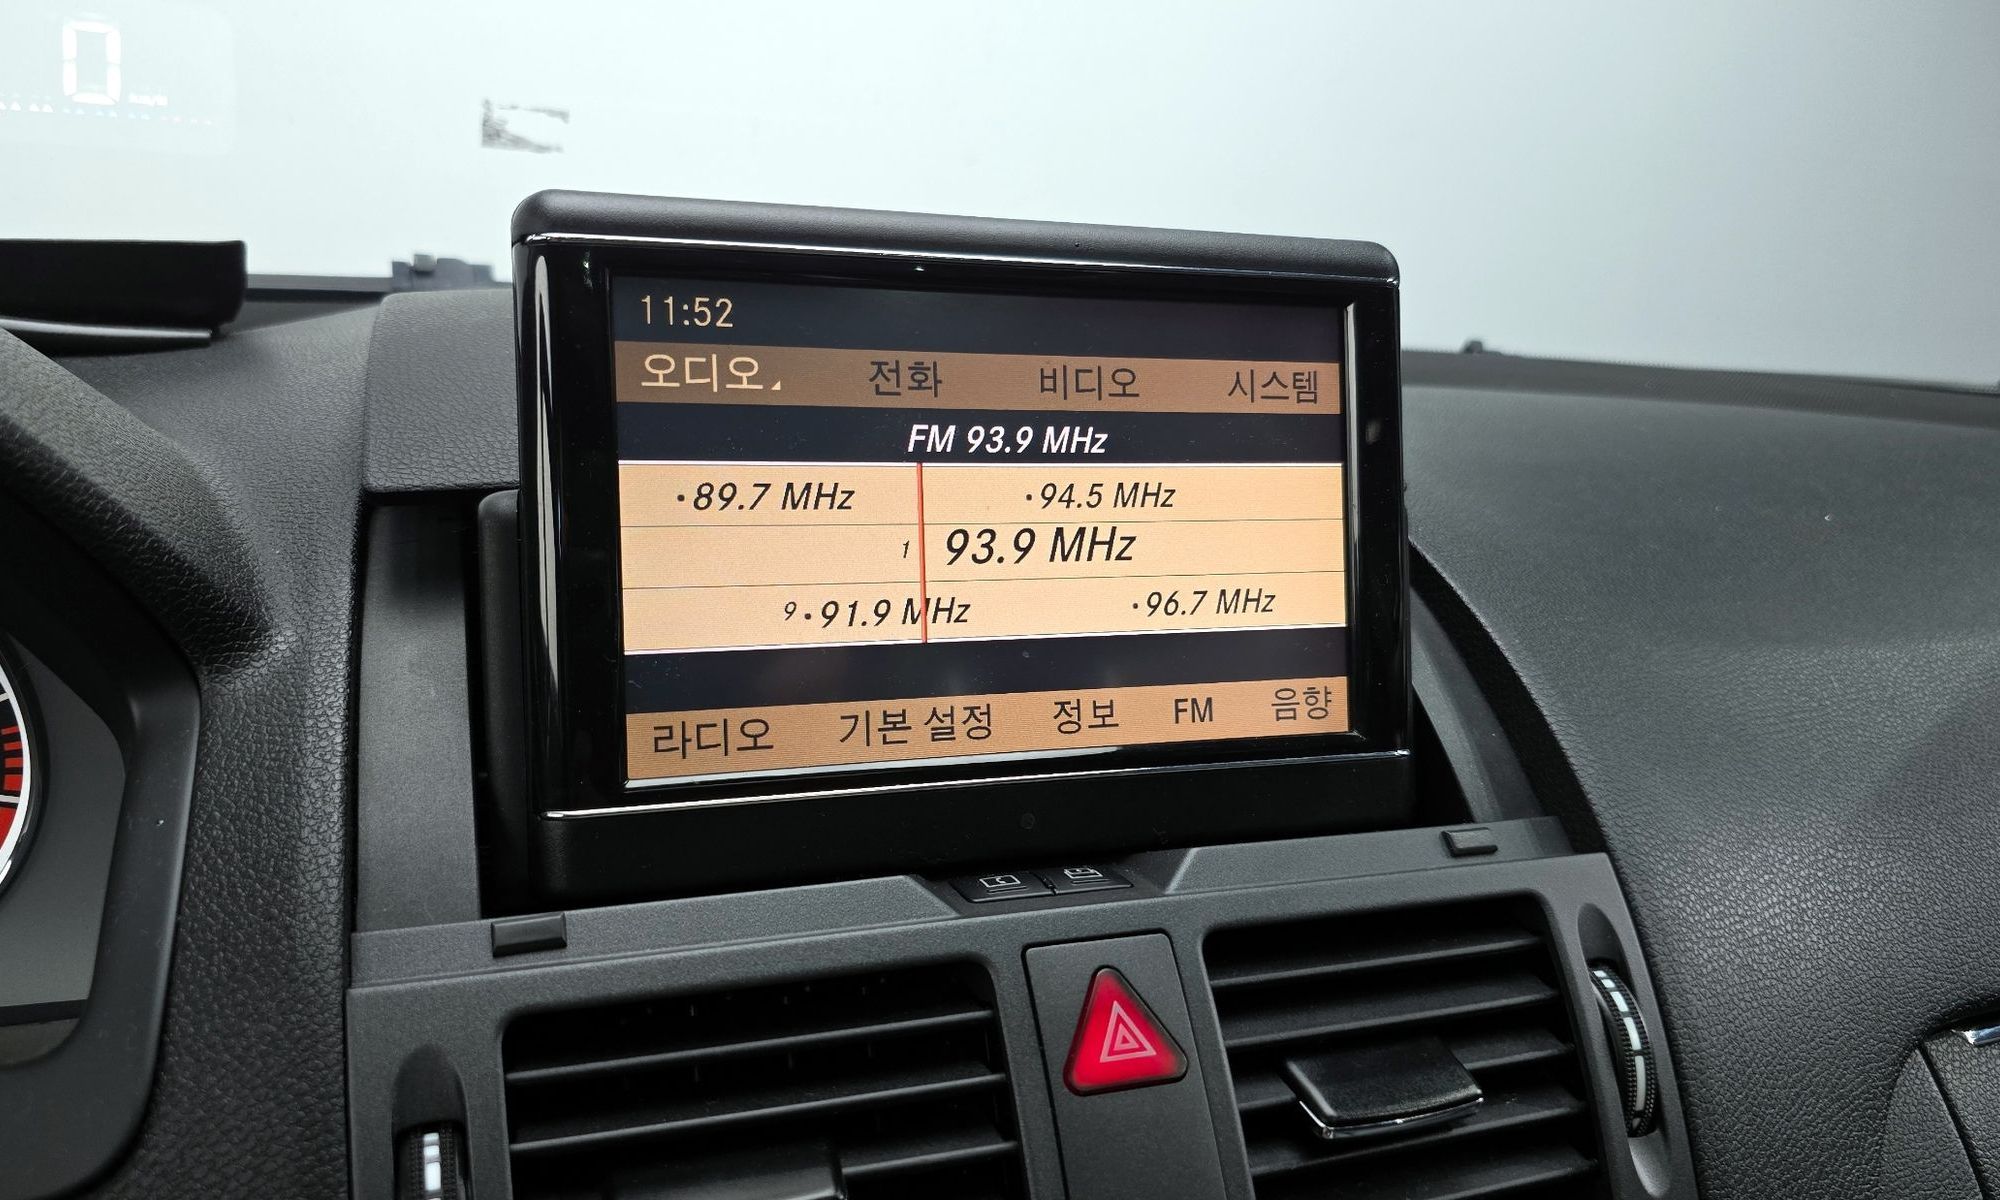 0
11:52
오디오 전화 비디오 시스템
FM 93.9 MHz
·89.7 MHz ·94.5 MHz
1 93.9 MHz
9·91.9 MHz ·96.7 MHz
라디오 기본 설정 정보 FM 음향